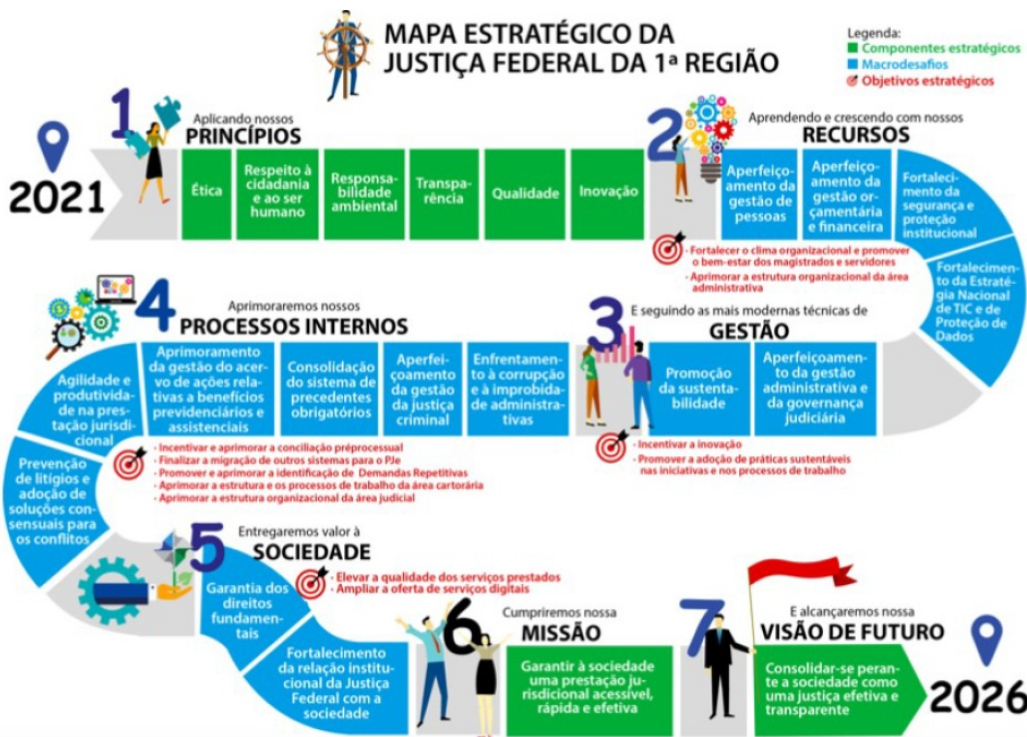 MAPA ESTRATÉGICO DA
JUSTIÇA FEDERAL DA 1ª REGIÃO
Legenda:
Componentes estratégicos
Macrodesafios
Objetivos estratégicos
2021
1
Aplicando nossos
PRINCÍPIOS
Ética
Respeito à
cidadania
e ao ser
humano
Responsa-
bilidade
ambiental
Transpa-
rência
Qualidade
Inovação
2
Aprendendo e crescendo com nossos
RECURSOS
Aperfeiço-
amento da
gestão de
pessoas
Aperfeiço-
amento da
gestão or-
çamentária
e financeira
Fortaleci-
mento da
segurança e
proteção
institucional
Fortalecimen-
to da Estraté-
gia Nacional
de TIC e de
Proteção de
Dados
· Fortalecer o clima organizacional e promover
o bem-estar dos magistrados e servidores
· Aprimorar a estrutura organizacional da área
administrativa
3
E seguindo as mais modernas técnicas de
GESTÃO
Promoção
da sustenta-
bilidade
Aperfeiçoamen-
to da gestão
administrativa e
da governança
judiciária
· Incentivar a inovação
· Promover a adoção de práticas sustentáveis
nas iniciativas e nos processos de trabalho
4
Aprimoraremos nossos
PROCESSOS INTERNOS
Enfrentamen-
to à corrupção
e à improbida-
de administra-
tivas
Aperfei-
çoamento
da gestão
da justiça
criminal
Consolidação
do sistema de
precedentes
obrigatórios
Aprimoramento
da gestão do acer-
vo de ações rela-
tivas a benefícios
previdenciários e
assistenciais
Agilidade e
produtivida-
de na pres-
tação jurisdi-
cional
Prevenção
de litígios e
adoção de
soluções con-
sensuais para
os conflitos
· Incentivar e aprimorar a conciliação préprocessual
· Finalizar a migração de outros sistemas para o PJe
· Promover e aprimorar a identificação de Demandas Repetitivas
· Aprimorar a estrutura e os processos de trabalho da área cartorária
· Aprimorar a estrutura organizacional da área judicial
5
Entregaremos valor à
SOCIEDADE
Garantia dos
direitos
fundamen-
tais
Fortalecimento
da relação institu-
cional da Justiça
Federal com a
sociedade
· Elevar a qualidade dos serviços prestados
· Ampliar a oferta de serviços digitais
6
Cumpriremos nossa
MISSÃO
Garantir à sociedade
uma prestação ju-
risdicional acessível,
rápida e efetiva
7
E alcançaremos nossa
VISÃO DE FUTURO
Consolidar-se peran-
te a sociedade como
uma justiça efetiva e
transparente
2026